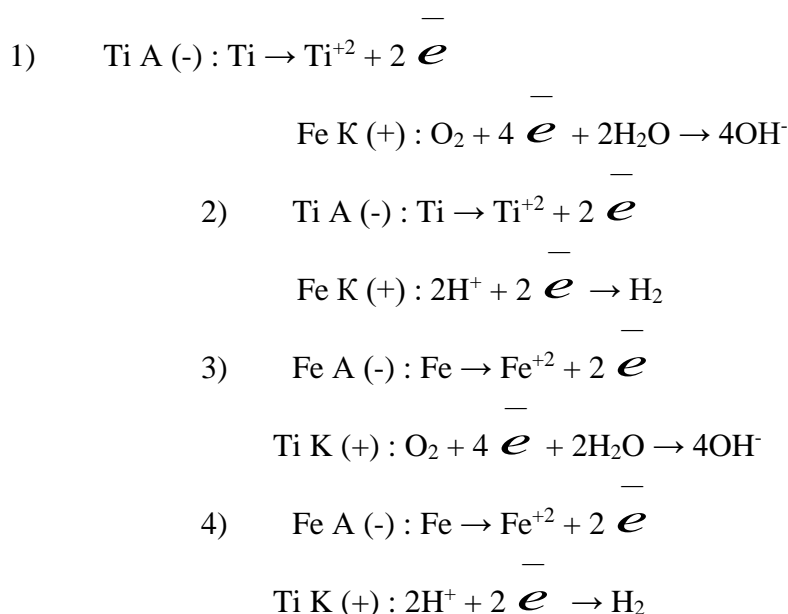 1) Ti A (-) : Ti → Ti⁺² + 2 e̅
Fe К (+) : O₂ + 4 e̅ + 2H₂O → 4OH⁻
2) Ti A (-) : Ti → Ti⁺² + 2 e̅
Fe К (+) : 2H⁺ + 2 e̅ → H₂
3) Fe A (-) : Fe → Fe⁺² + 2 e̅
Ti K (+) : O₂ + 4 e̅ + 2H₂O → 4OH⁻
4) Fe A (-) : Fe → Fe⁺² + 2 e̅
Ti K (+) : 2H⁺ + 2 e̅ → H₂